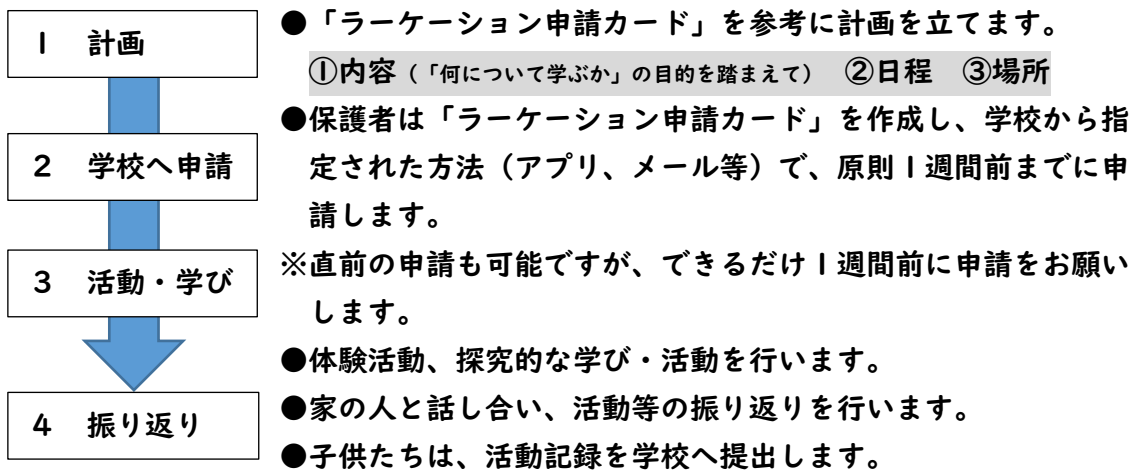 1 計画
●「ラーケーション申請カード」を参考に計画を立てます。
①内容(「何について学ぶか」の目的を踏まえて) ②日程 ③場所
2 学校へ申請
●保護者は「ラーケーション申請カード」を作成し、学校から指
定された方法(アプリ、メール等)で、原則1週間前までに申
請します。
※直前の申請も可能ですが、できるだけ1週間前に申請をお願い
します。
3 活動・学び
●体験活動、探究的な学び・活動を行います。
4 振り返り
●家の人と話し合い、活動等の振り返りを行います。
●子供たちは、活動記録を学校へ提出します。